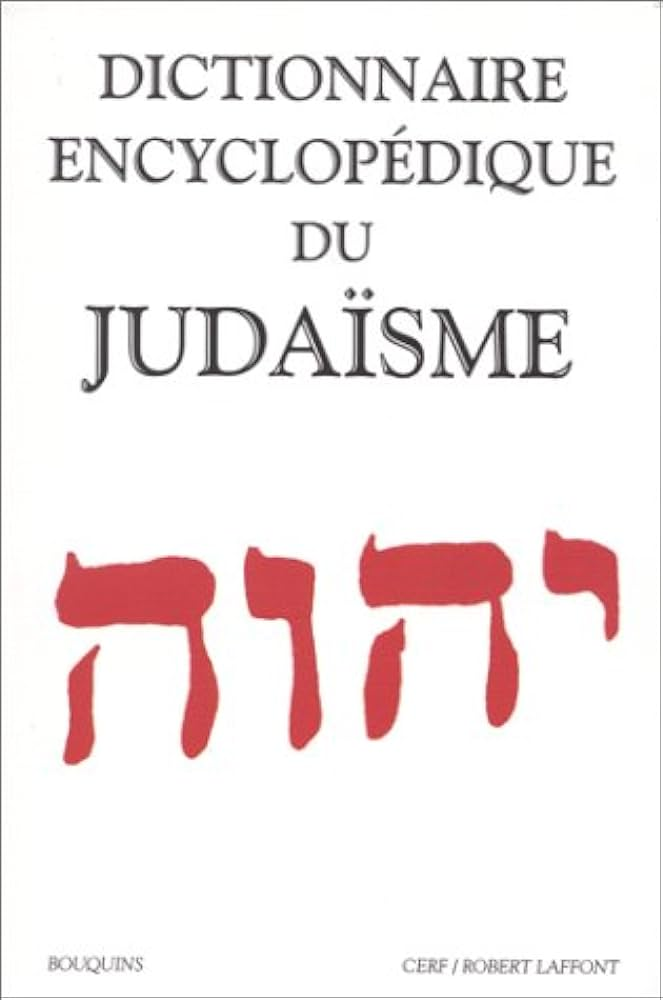 DICTIONNAIRE
ENCYCLOPÉDIQUE
DU
JUDAÏSME
יהוה
BOUQUINS CERF / ROBERT LAFFONT